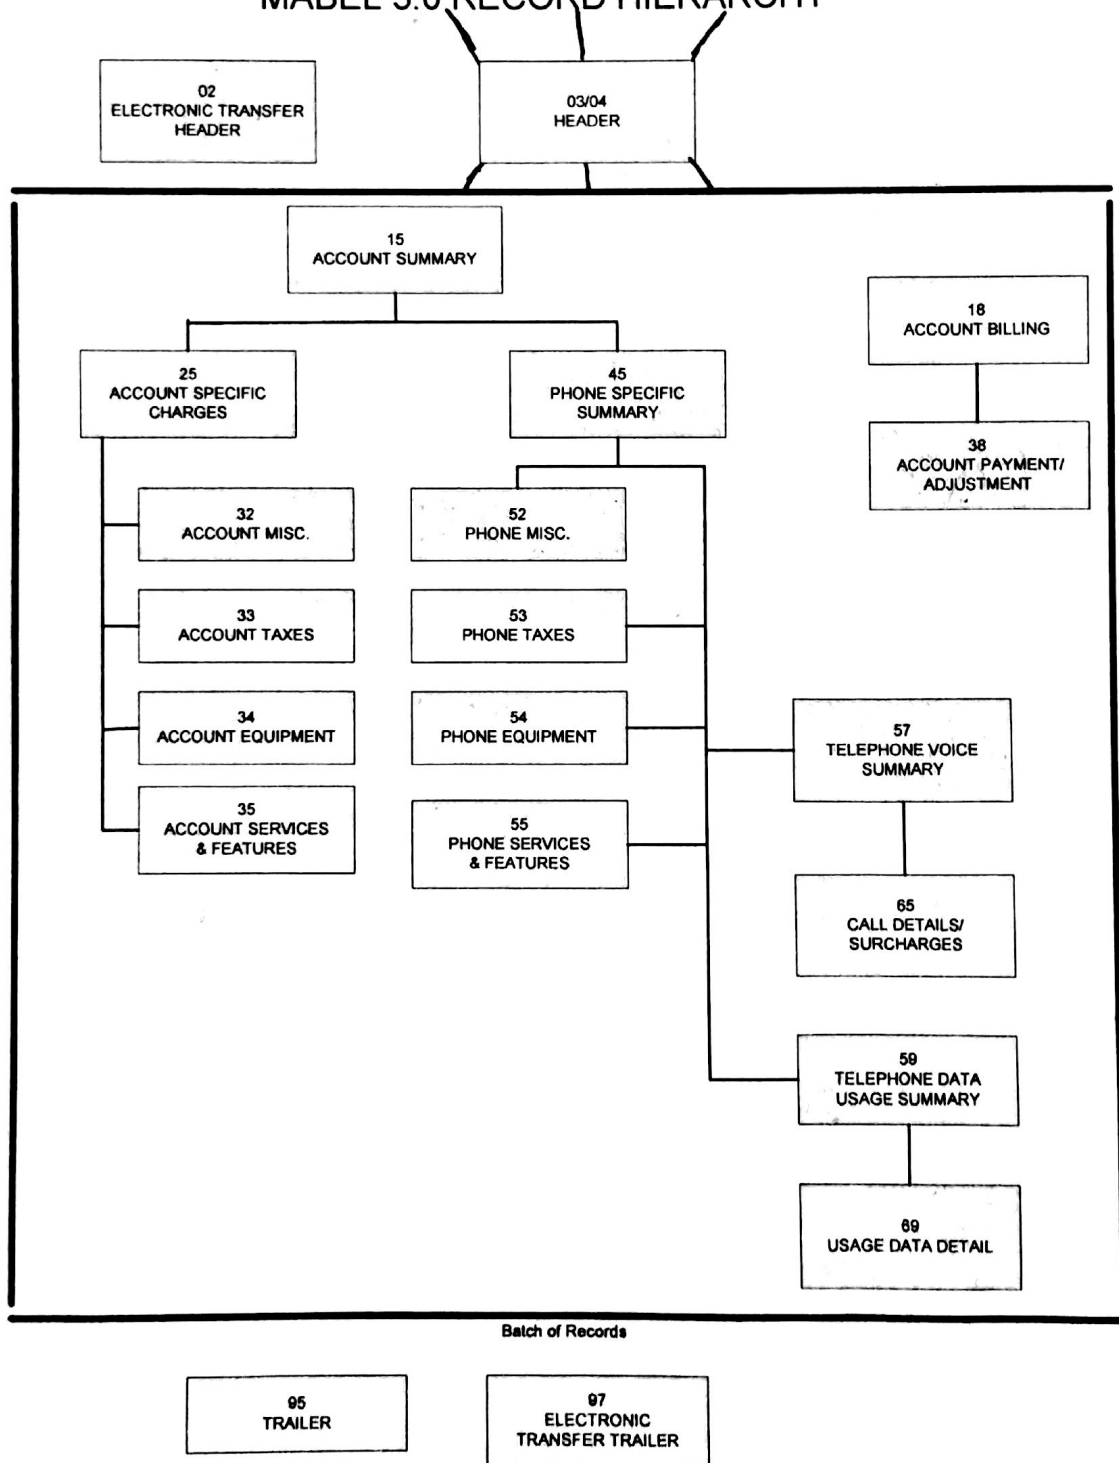 MABEL 3.0 RECORD HIERARCHY
02
ELECTRONIC TRANSFER
HEADER
03/04
HEADER
15
ACCOUNT SUMMARY
18
ACCOUNT BILLING
25
ACCOUNT SPECIFIC
CHARGES
45
PHONE SPECIFIC
SUMMARY
38
ACCOUNT PAYMENT/
ADJUSTMENT
32
ACCOUNT MISC.
52
PHONE MISC.
33
ACCOUNT TAXES
53
PHONE TAXES
34
ACCOUNT EQUIPMENT
54
PHONE EQUIPMENT
57
TELEPHONE VOICE
SUMMARY
35
ACCOUNT SERVICES
& FEATURES
55
PHONE SERVICES
& FEATURES
65
CALL DETAILS/
SURCHARGES
59
TELEPHONE DATA
USAGE SUMMARY
69
USAGE DATA DETAIL
Batch of Records
95
TRAILER
97
ELECTRONIC
TRANSFER TRAILER